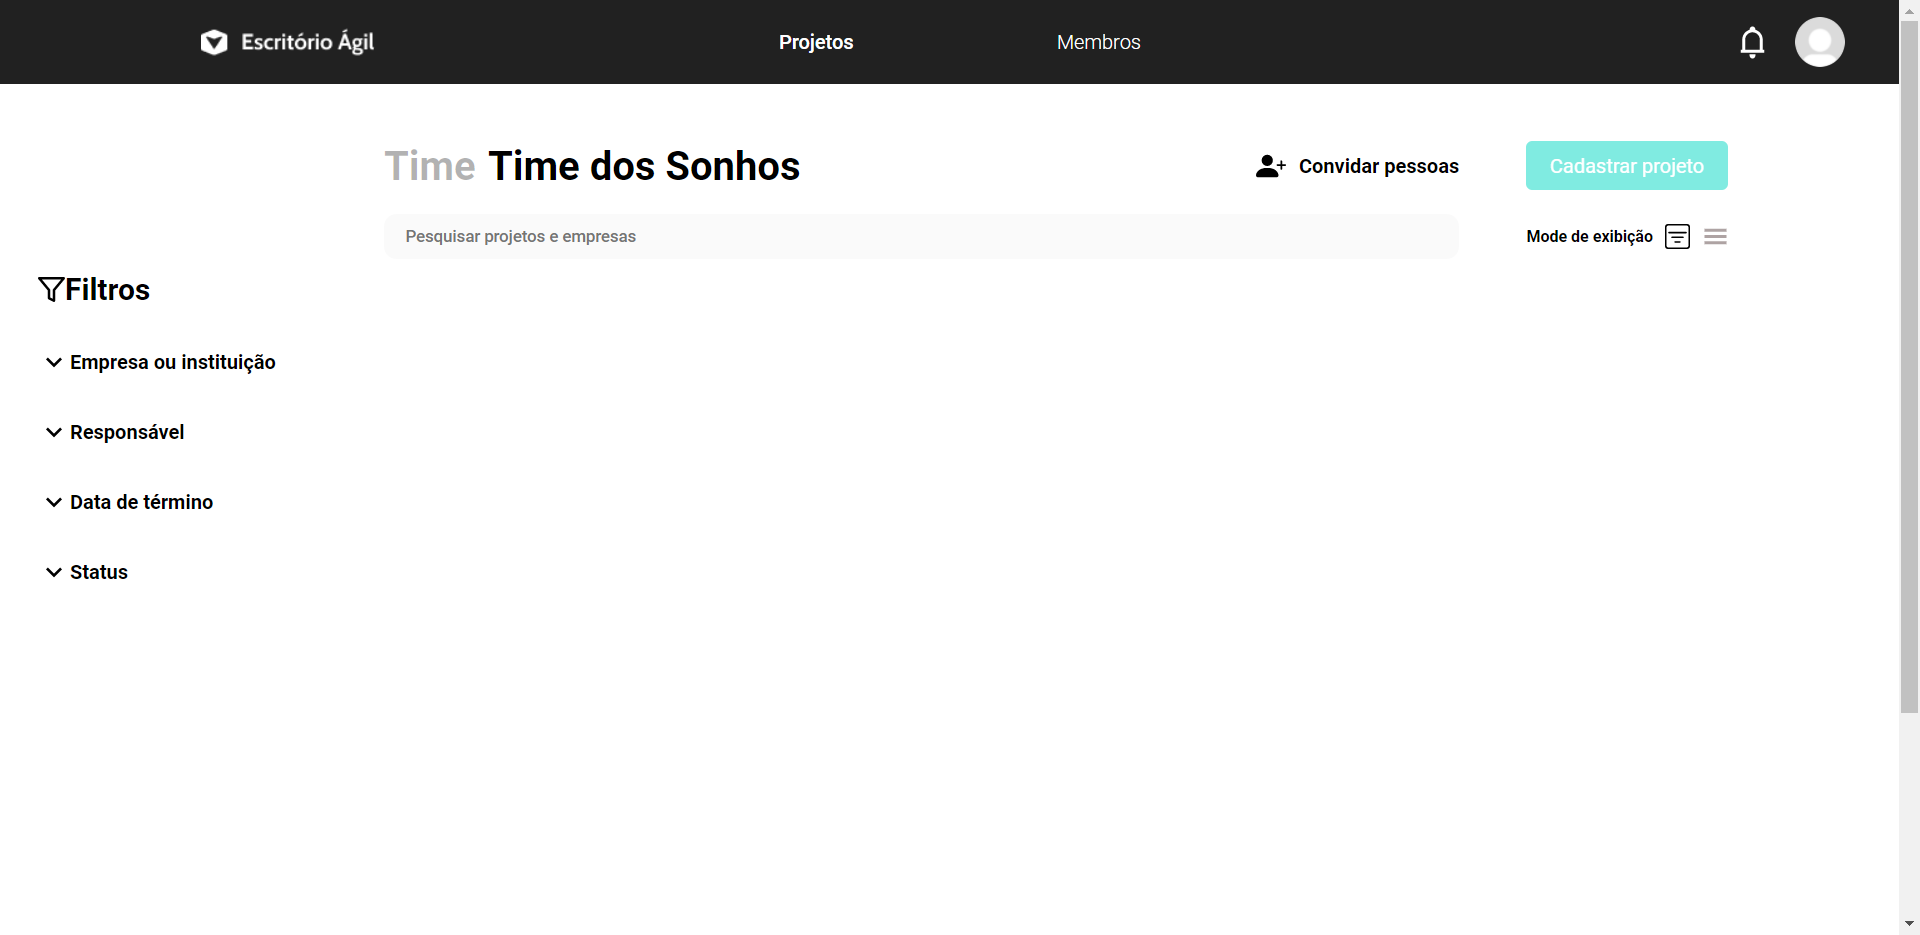 Escritório Ágil
Projetos
Membros
Time Time dos Sonhos
Convidar pessoas
Cadastrar projeto
Pesquisar projetos e empresas
Mode de exibição
Filtros
Empresa ou instituição
Responsável
Data de término
Status